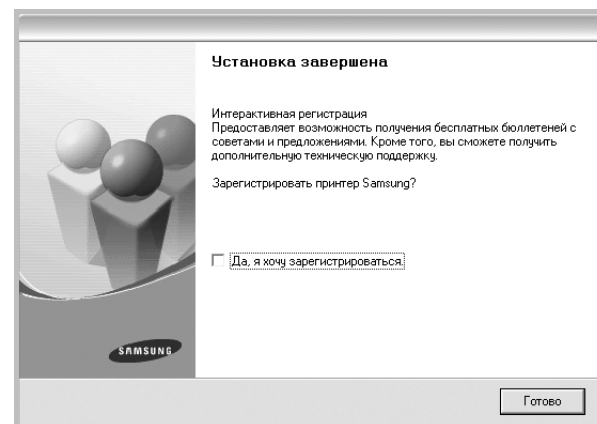 Установка завершена
Интерактивная регистрация
Предоставляет возможность получения бесплатных бюллетеней с
советами и предложениями. Кроме того, вы сможете получить
дополнительную техническую поддержку.
Зарегистрировать принтер Samsung?
Да, я хочу зарегистрироваться.
SAMSUNG
Готово